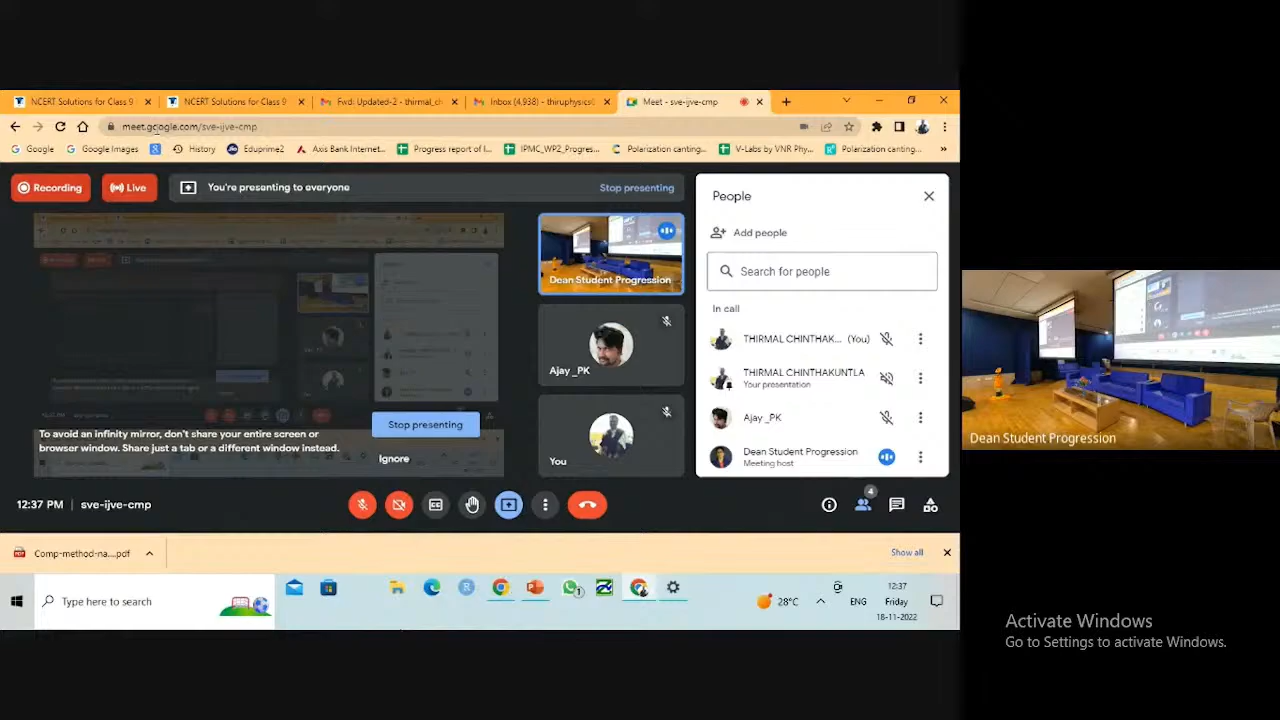 NCERT Solutions for Class 9
NCERT Solutions for Class 9
Fwd: Updated-2 - thirmal_ch
Inbox (4,938) - thiruphysics
Meet - sve-ijve-cmp
meet.google.com/sve-ijve-cmp
Google
Google Images
History
Eduprime2
Axis Bank Internet...
Progress report of I...
IPMC_WP2_Progres...
Polarization canting...
V-Labs by VNR Phy...
Polarization canting...
Recording
Live
You're presenting to everyone
Stop presenting
Dean Student Progression
Ajay _PK
You
Stop presenting
To avoid an infinity mirror, don't share your entire screen or
browser window. Share just a tab or a different window instead.
Ignore
People
Add people
Search for people
In call
THIRMAL CHINTHAK... (You)
THIRMAL CHINTHAKUNTLA
Your presentation
Ajay _PK
Dean Student Progression
Meeting host
12:37 PM | sve-ijve-cmp
4
Comp-method-na....pdf
Show all
Type here to search
28°C
ENG
12:37
Friday
18-11-2022
Dean Student Progression
Activate Windows
Go to Settings to activate Windows.